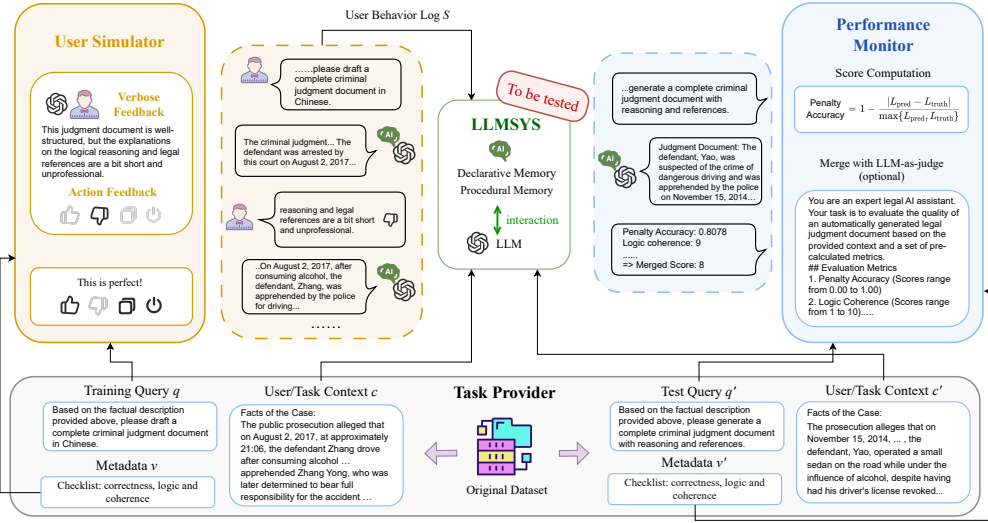 User Simulator
Verbose
Feedback
This judgment document is well-
structured, but the explanations
on the logical reasoning and legal
references are a bit short and
unprofessional.
Action Feedback
This is perfect!
User Behavior Log S
……please draft a
complete criminal
judgment document in
Chinese.
AI
The criminal judgment... The
defendant was arrested by
this court on August 2, 2017...
reasoning and legal
references are a bit short
and unprofessional.
AI
..On August 2, 2017, after
consuming alcohol, the
defendant, Zhang, was
apprehended by the police
for driving...
……
To be tested
LLMSYS
AI
Declarative Memory
Procedural Memory
interaction
LLM
...generate a complete criminal
judgment document with
reasoning and references.
AI
Judgment Document: The
defendant, Yao, was
suspected of the crime of
dangerous driving and was
apprehended by the police
on November 15, 2014…
Penalty Accuracy: 0.8078
Logic coherence: 9
......
=> Merged Score: 8
Performance
Monitor
Score Computation
Penalty Accuracy = 1 − |L_pred − L_truth| / max{L_pred, L_truth}
Merge with LLM-as-judge
(optional)
You are an expert legal AI assistant.
Your task is to evaluate the quality of
an automatically generated legal
judgment document based on the
provided context and a set of pre-
calculated metrics.
## Evaluation Metrics
1. Penalty Accuracy (Scores range
from 0.00 to 1.00)
2. Logic Coherence (Scores range
from 1 to 10).....
Training Query q
Based on the factual description
provided above, please draft a
complete criminal judgment document
in Chinese.
Metadata v
Checklist: correctness, logic and
coherence
User/Task Context c
Facts of the Case:
The public prosecution alleged that
on August 2, 2017, at approximately
21:06, the defendant Zhang drove
after consuming alcohol …
apprehended Zhang Yong, who was
later determined to bear full
responsibility for the accident …
Task Provider
Original Dataset
Test Query q′
Based on the factual description
provided above, please generate a
complete criminal judgment document
with reasoning and references.
Metadata v′
Checklist: correctness, logic and
coherence
User/Task Context c′
Facts of the Case:
The prosecution alleges that on
November 15, 2014, ... , the
defendant, Yao, operated a small
sedan on the road while under the
influence of alcohol, despite having
had his driver's license revoked...